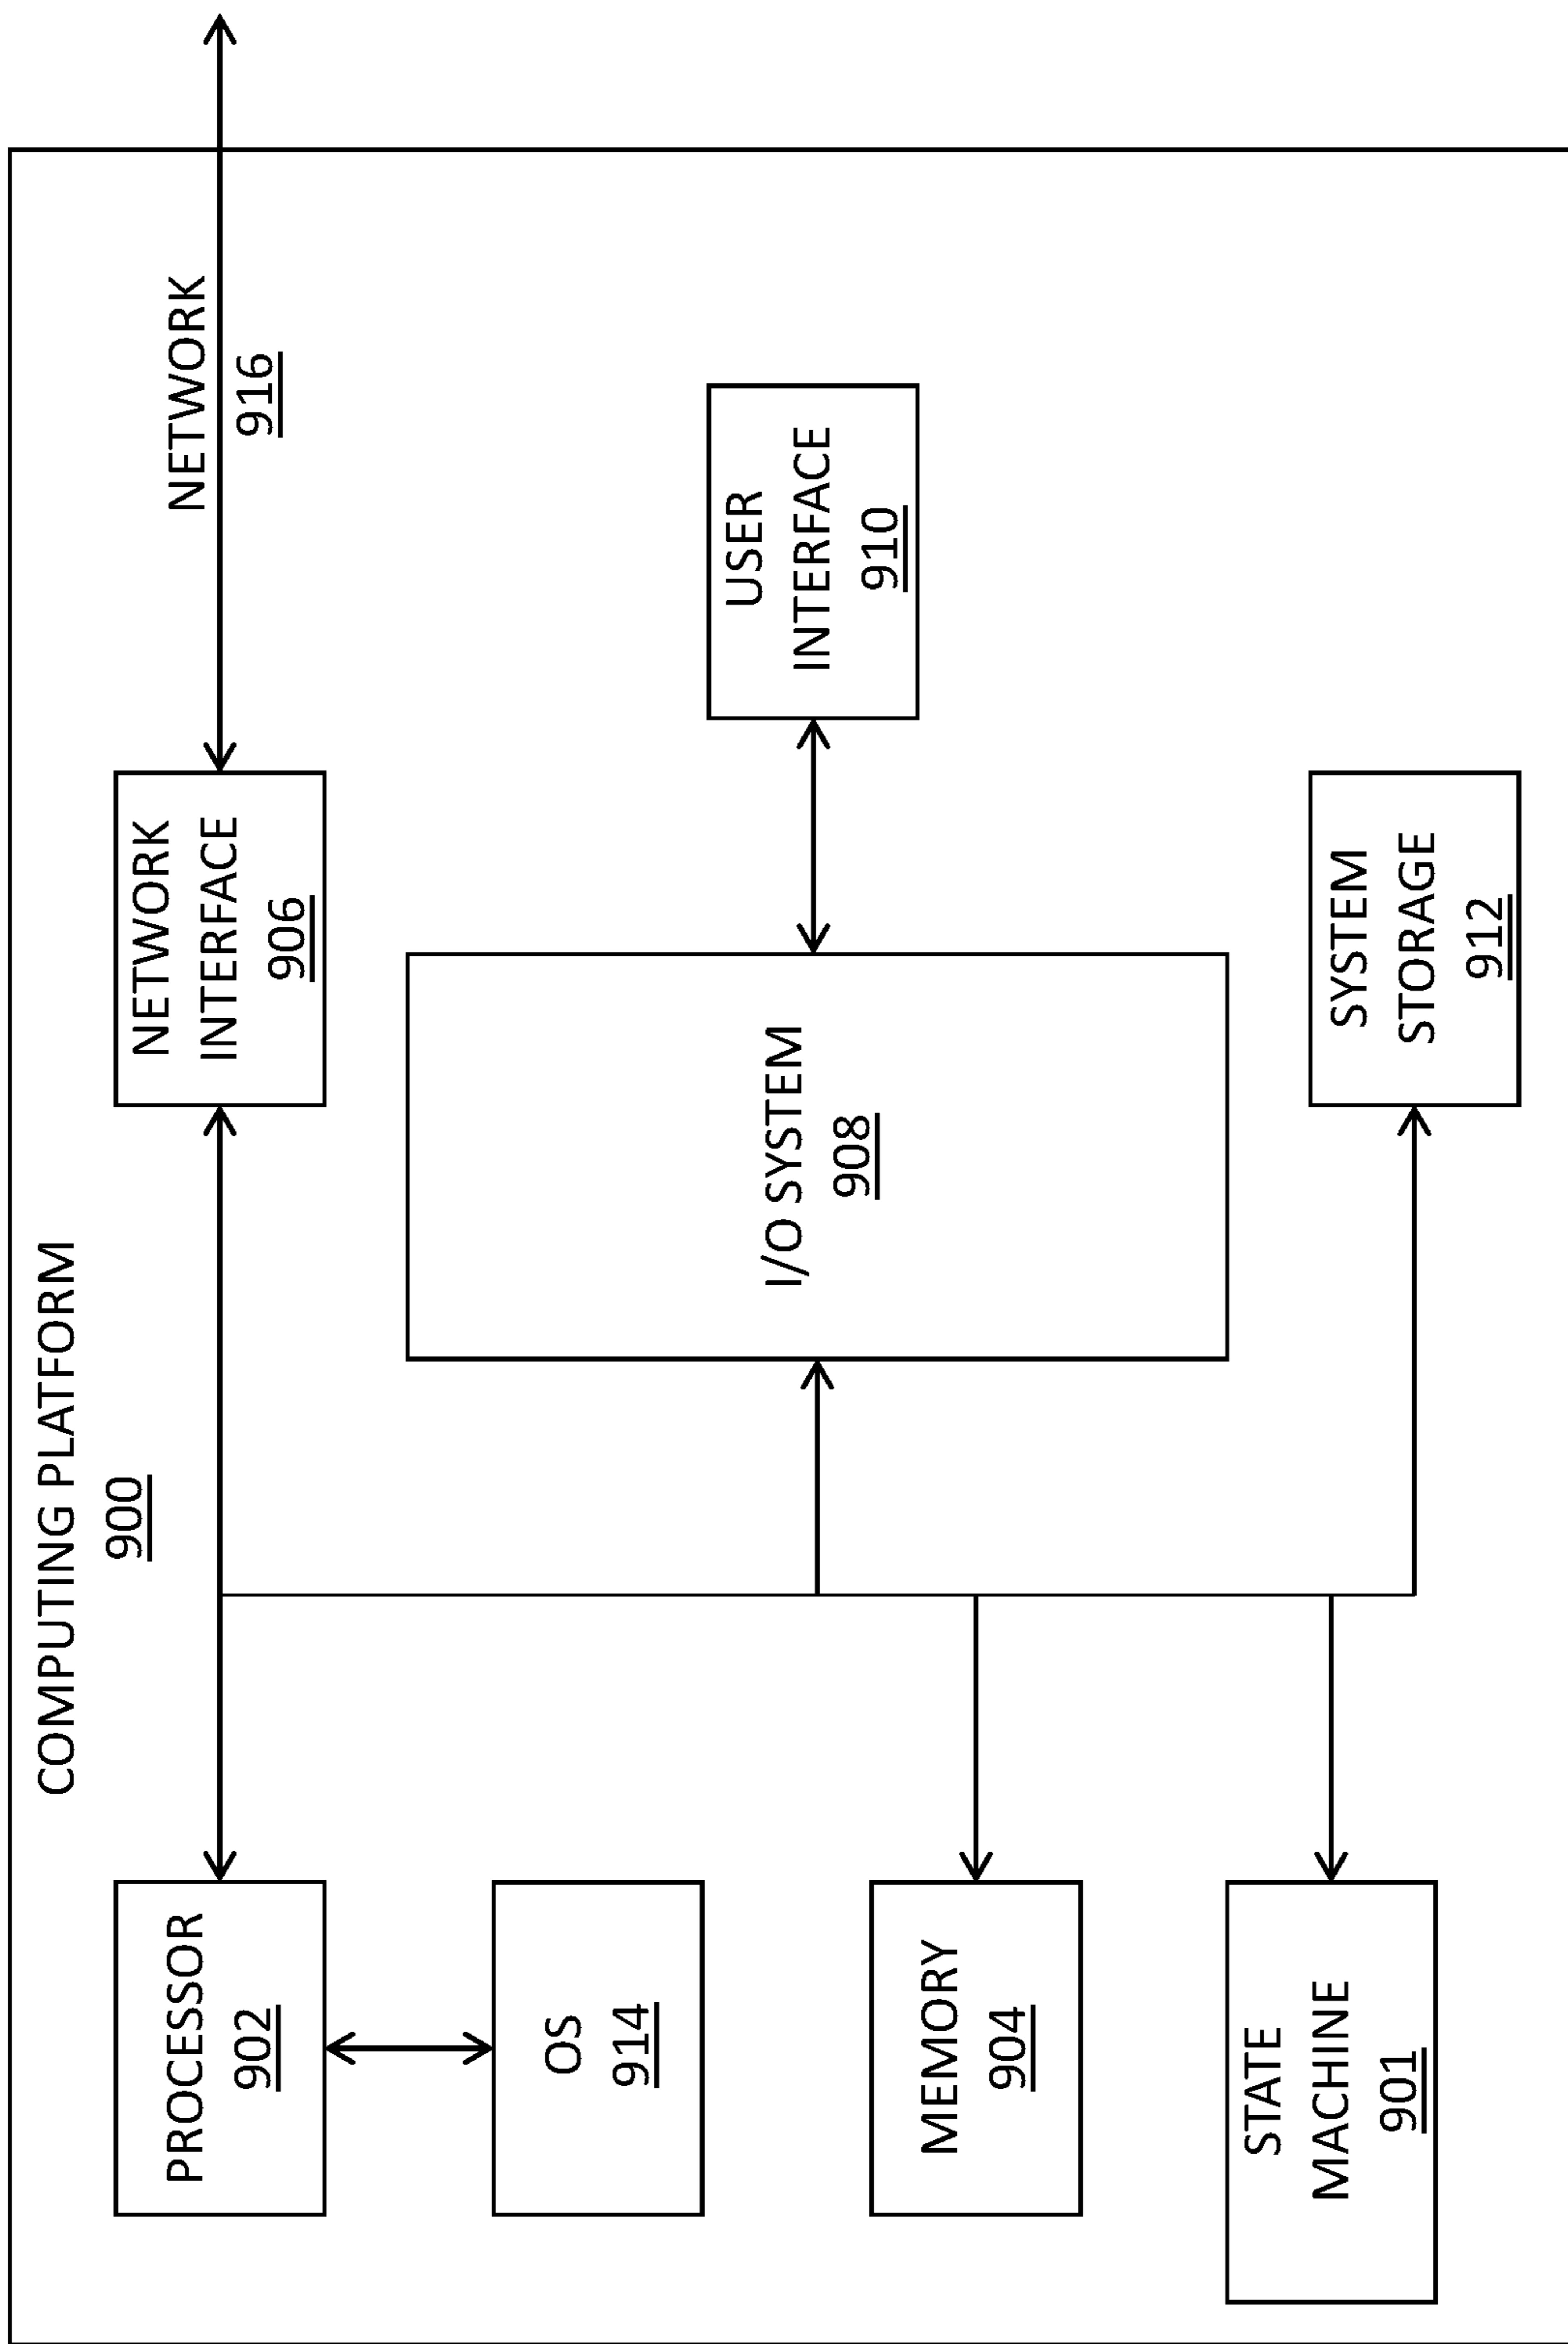 COMPUTING PLATFORM
900
PROCESSOR
902
NETWORK
INTERFACE
906
NETWORK
916
OS
914
I/O SYSTEM
908
USER
INTERFACE
910
MEMORY
904
STATE
MACHINE
901
SYSTEM
STORAGE
912